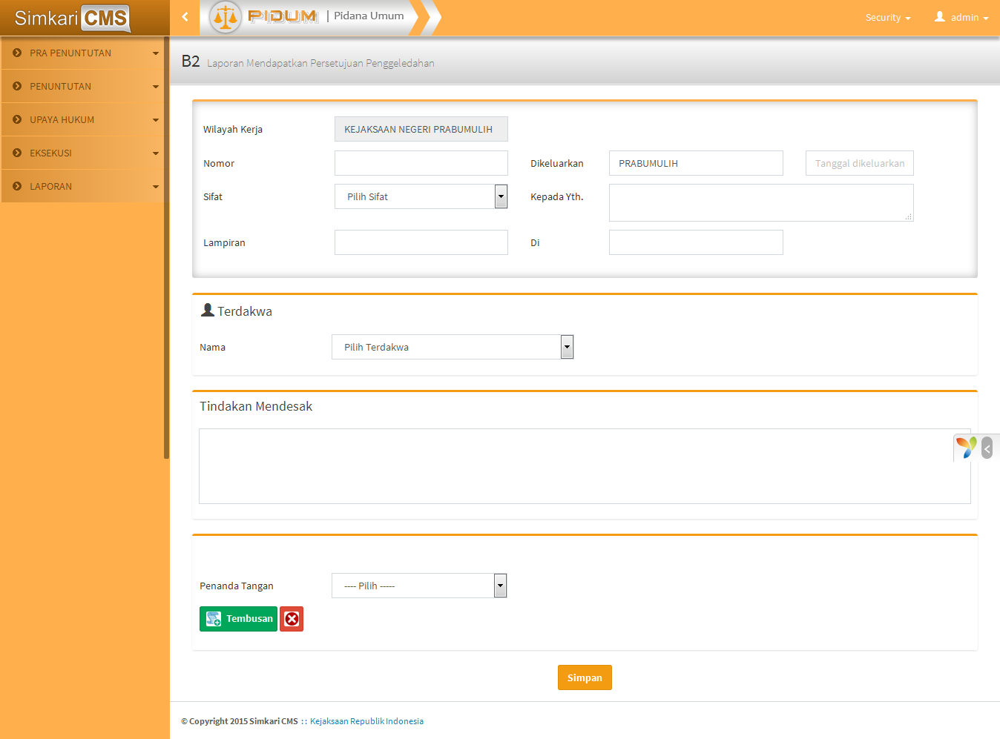 Simkari CMS
PIDUM | Pidana Umum
Security
admin
PRA PENUNTUTAN
PENUNTUTAN
UPAYA HUKUM
EKSEKUSI
LAPORAN
B2 Laporan Mendapatkan Persetujuan Penggeledahan
Wilayah Kerja KEJAKSAAN NEGERI PRABUMULIH
Nomor Dikeluarkan PRABUMULIH Tanggal dikeluarkan
Sifat Pilih Sifat Kepada Yth.
Lampiran Di
Terdakwa
Nama Pilih Terdakwa
Tindakan Mendesak
Penanda Tangan ---- Pilih -----
Tembusan
Simpan
© Copyright 2015 Simkari CMS :: Kejaksaan Republik Indonesia